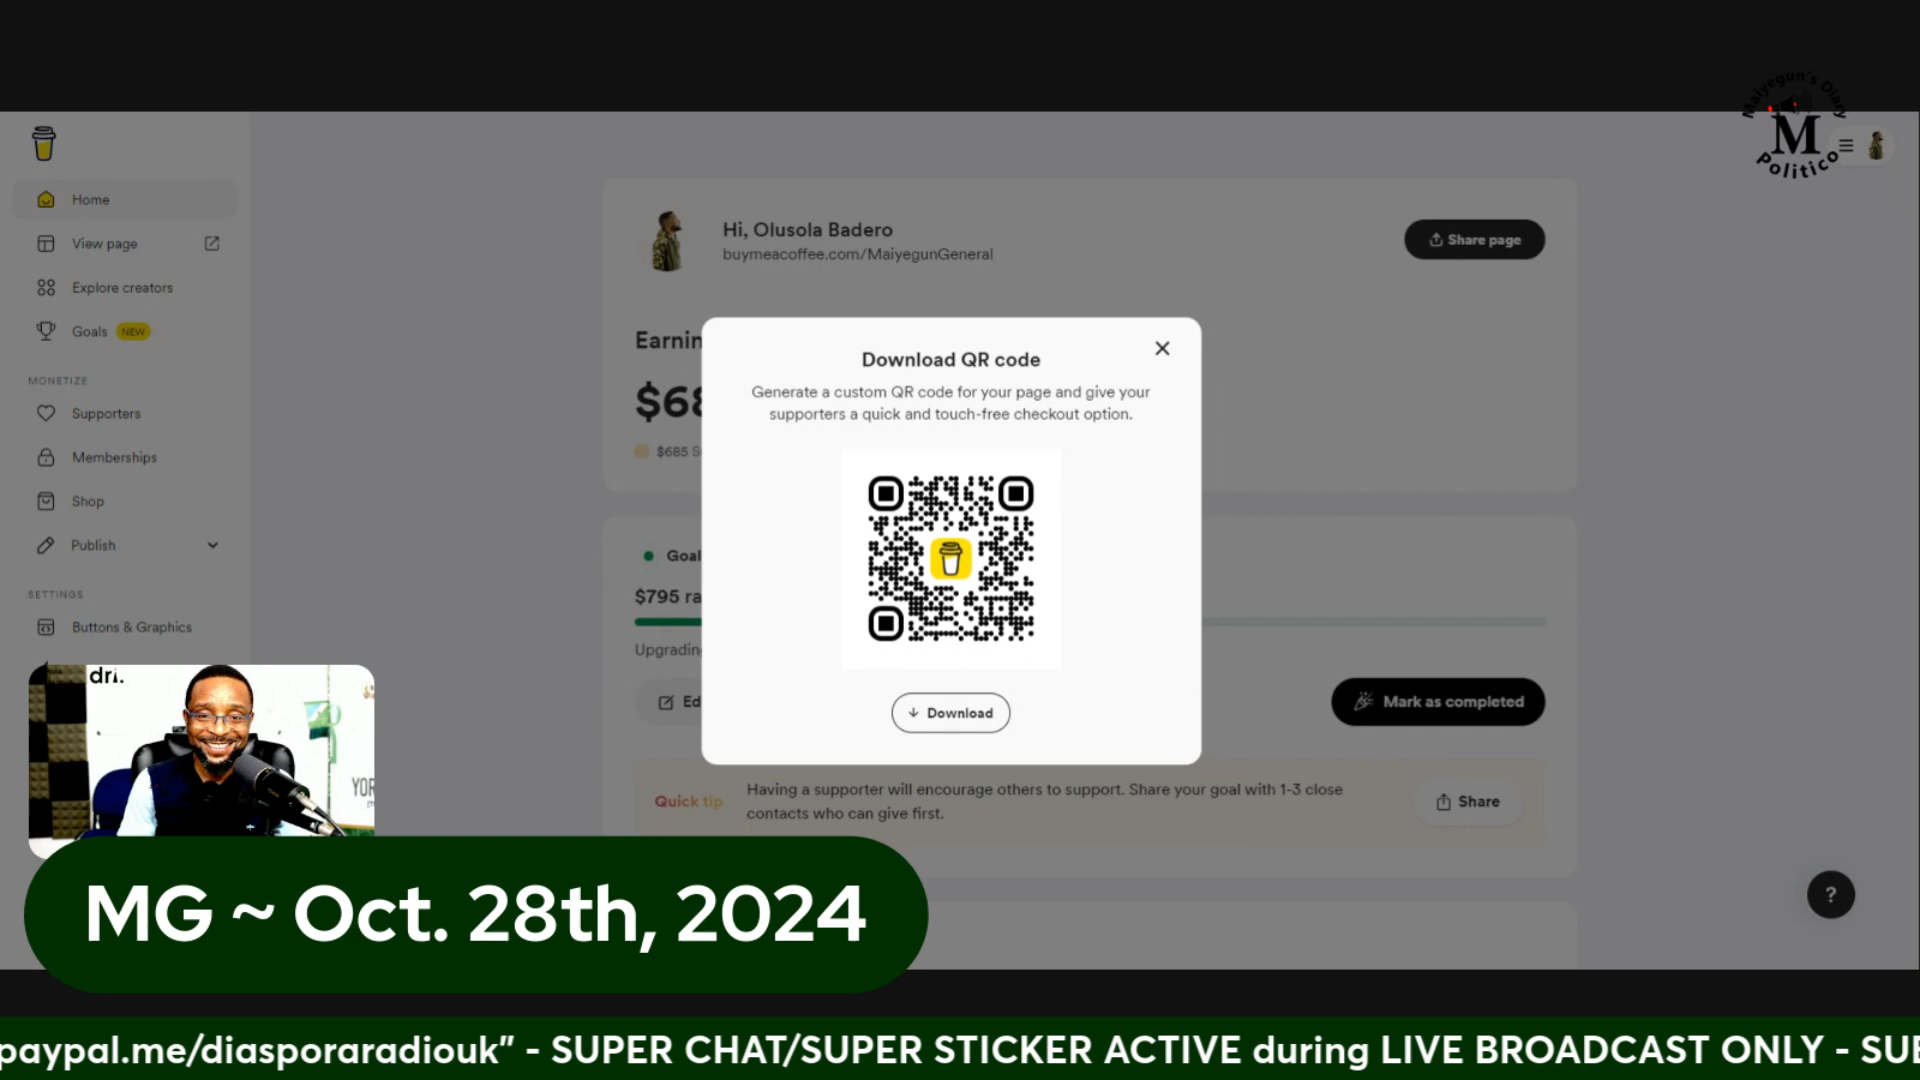 Maiyegun's Diary
M
Politico
Home
View page
Explore creators
Goals NEW
MONETIZE
Supporters
Memberships
Shop
Publish
SETTINGS
Buttons & Graphics
Hi, Olusola Badero
buymeacoffee.com/MaiyegunGeneral
Share page
Earnin
$68
$685 S
Download QR code
Generate a custom QR code for your page and give your
supporters a quick and touch-free checkout option.
Download
Goal
$795 ra
Upgradin
Ed
Mark as completed
Quick tip
Having a supporter will encourage others to support. Share your goal with 1-3 close
contacts who can give first.
Share
?
YOR
MG ~ Oct. 28th, 2024
paypal.me/diasporaradiouk" - SUPER CHAT/SUPER STICKER ACTIVE during LIVE BROADCAST ONLY - SUB